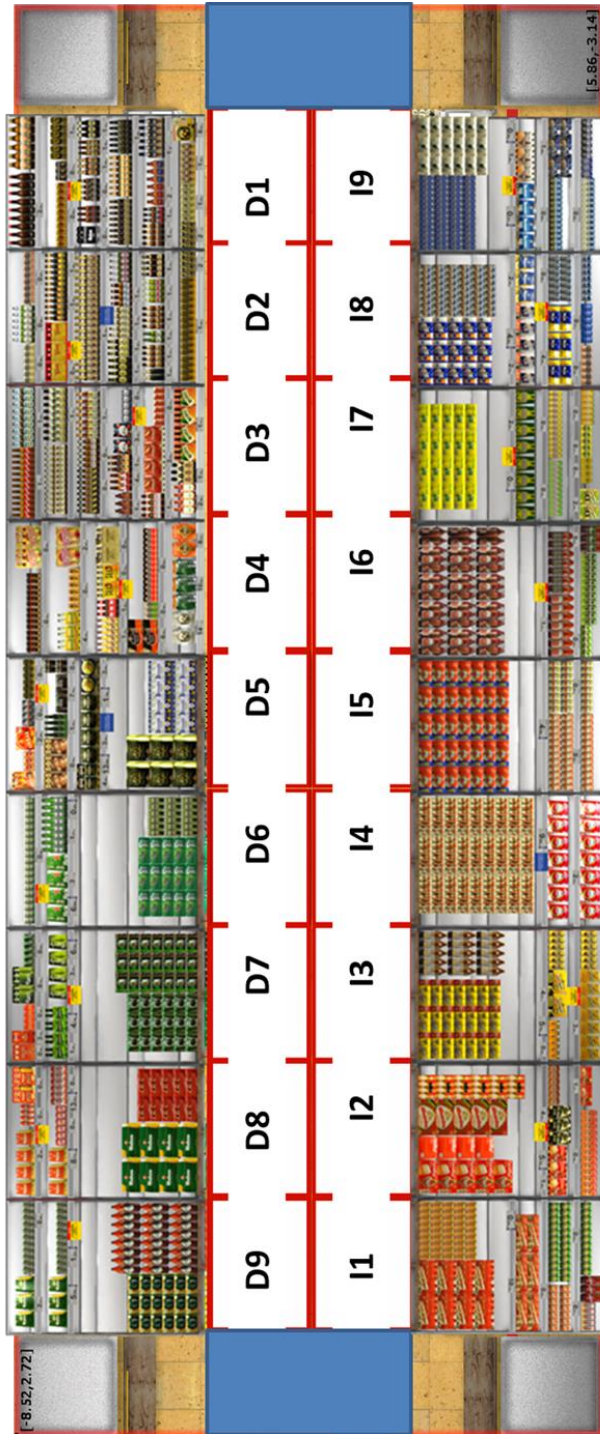 [5.86,-3.14]
D1
I9
D2
I8
D3
I7
D4
I6
D5
I5
D6
I4
D7
I3
D8
I2
D9
I1
[-8.52,2.72]